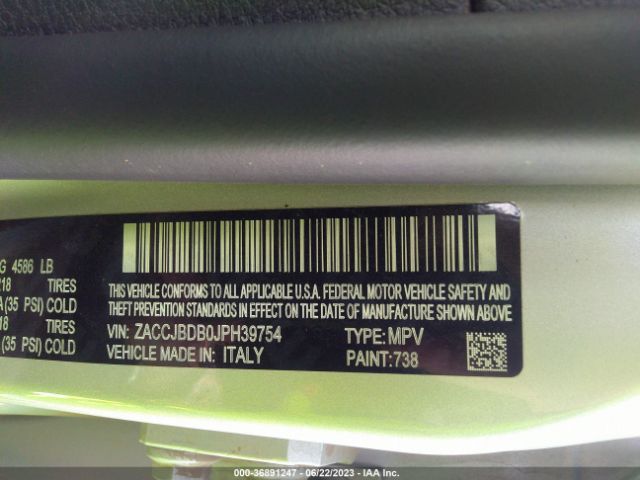 G 4586 LB
THIS VEHICLE CONFORMS TO ALL APPLICABLE U.S.A. FEDERAL MOTOR VEHICLE SAFETY AND
218 TIRES
THEFT PREVENTION STANDARDS IN EFFECT ON THE DATE OF MANUFACTURE SHOWN ABOVE
A(35 PSI) COLD
VIN: ZACCJBDB0JPH39754 TYPE: MPV
18 TIRES
VEHICLE MADE IN: ITALY PAINT:738
(35 PSI) COLD
000-36891247 - 06/22/2023 - IAA Inc.